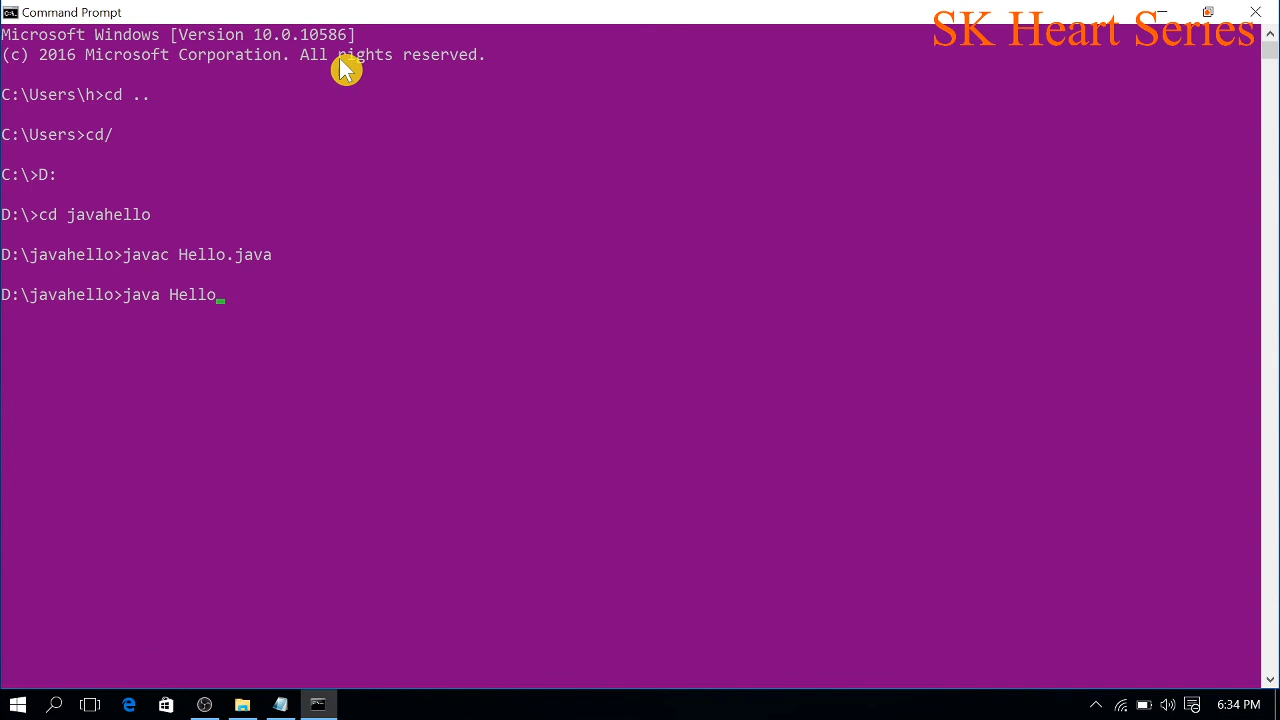 Command Prompt
SK Heart Series
Microsoft Windows [Version 10.0.10586]
(c) 2016 Microsoft Corporation. All rights reserved.
C:\Users\h>cd ..
C:\Users>cd/
C:\>D:
D:\>cd javahello
D:\javahello>javac Hello.java
D:\javahello>java Hello
6:34 PM